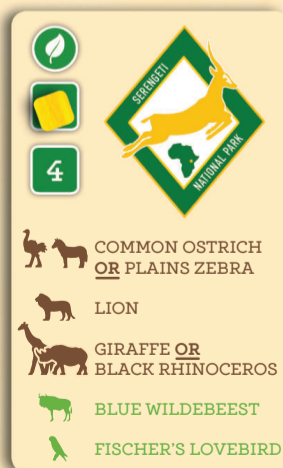 SERENGETI
NATIONAL PARK
4
COMMON OSTRICH
OR PLAINS ZEBRA
LION
GIRAFFE OR
BLACK RHINOCEROS
BLUE WILDEBEEST
FISCHER'S LOVEBIRD